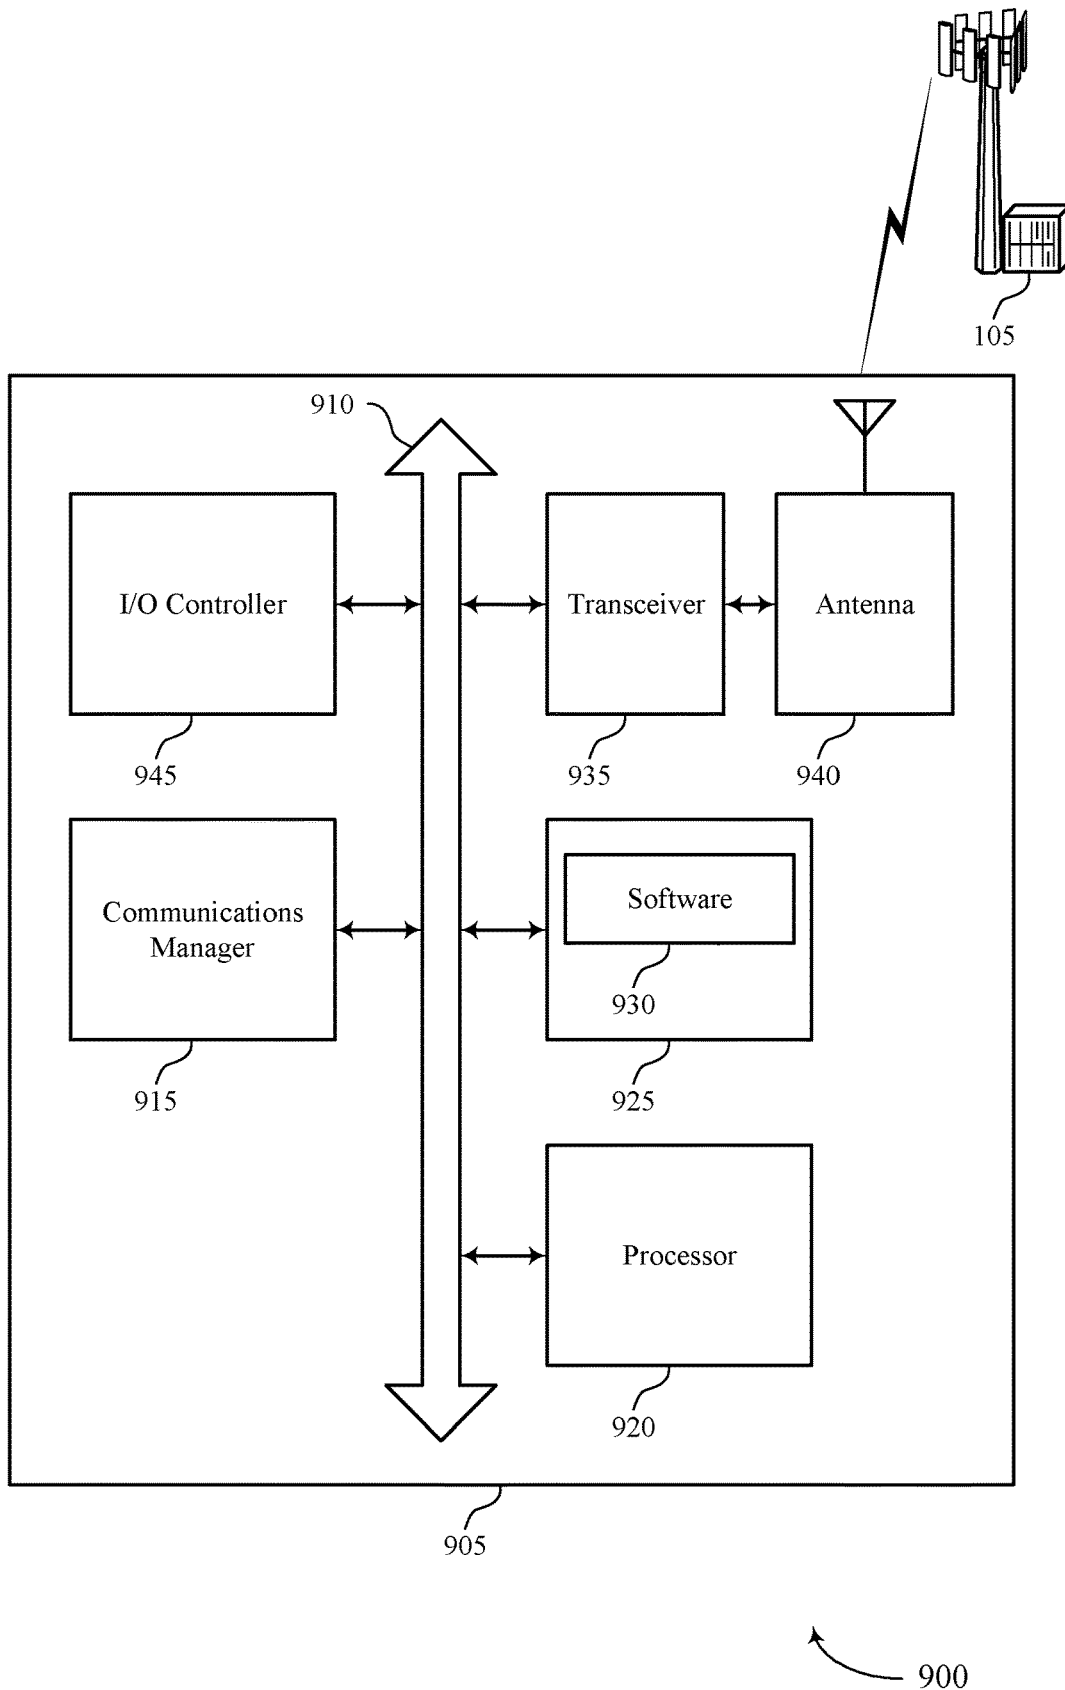 105
910
I/O Controller
Transceiver
Antenna
945
935
940
Communications
Manager
Software
930
915
925
Processor
920
905
900